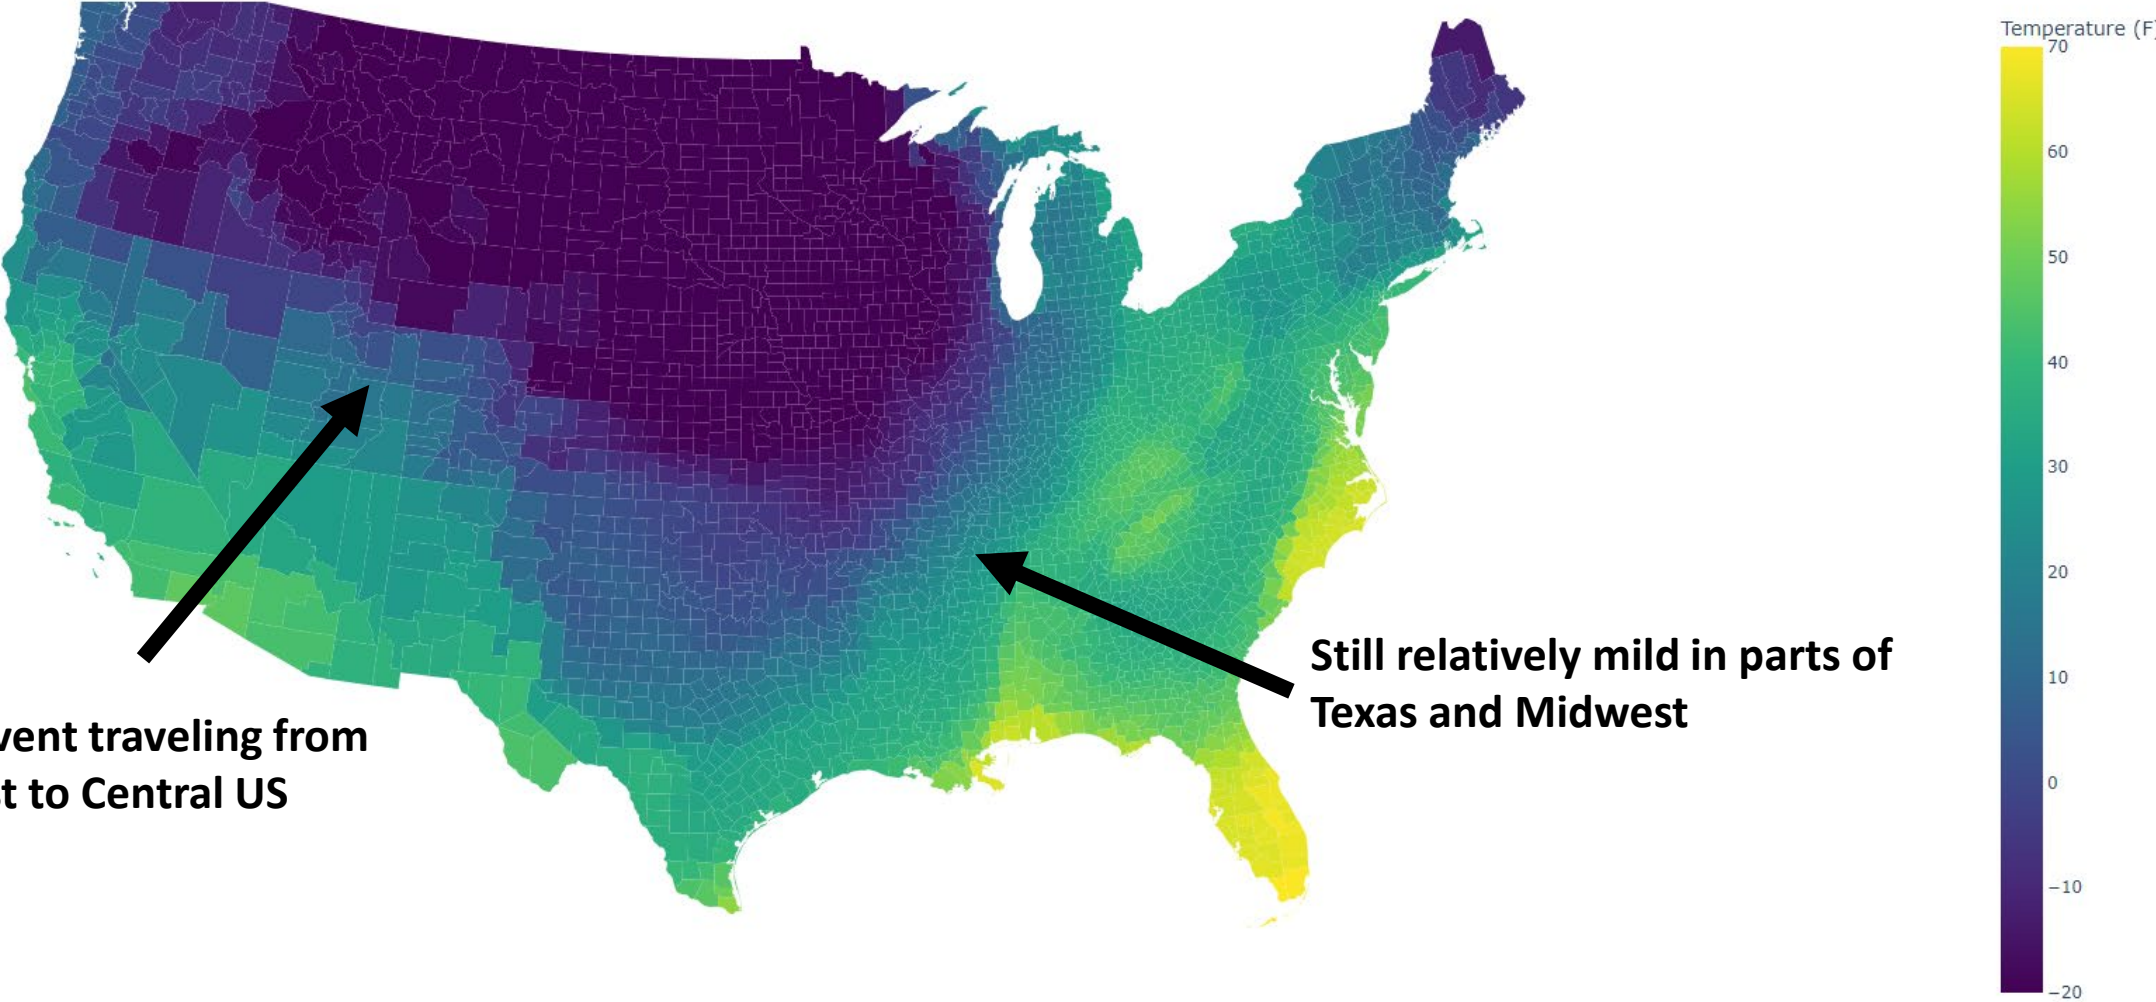 Temperature (F)
70
60
50
40
30
20
10
0
−10
−20
Still relatively mild in parts of
Texas and Midwest
traveling from
to Central US